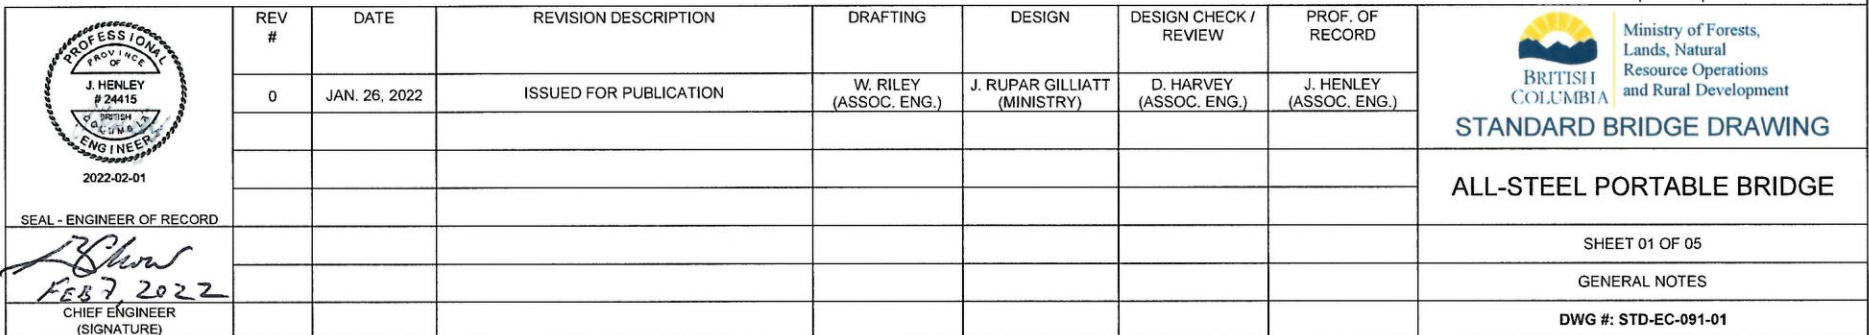 PROFESSIONAL
PROVINCE
OF
J. HENLEY
# 24415
BRITISH
COLUMBIA
ENGINEER
2022-02-01
SEAL - ENGINEER OF RECORD
FEB 7, 2022
CHIEF ENGINEER
(SIGNATURE)
REV
#
DATE
REVISION DESCRIPTION
DRAFTING
DESIGN
DESIGN CHECK /
REVIEW
PROF. OF
RECORD
0
JAN. 26, 2022
ISSUED FOR PUBLICATION
W. RILEY
(ASSOC. ENG.)
J. RUPAR GILLIATT
(MINISTRY)
D. HARVEY
(ASSOC. ENG.)
J. HENLEY
(ASSOC. ENG.)
BRITISH
COLUMBIA
Ministry of Forests,
Lands, Natural
Resource Operations
and Rural Development
STANDARD BRIDGE DRAWING
ALL-STEEL PORTABLE BRIDGE
SHEET 01 OF 05
GENERAL NOTES
DWG #: STD-EC-091-01